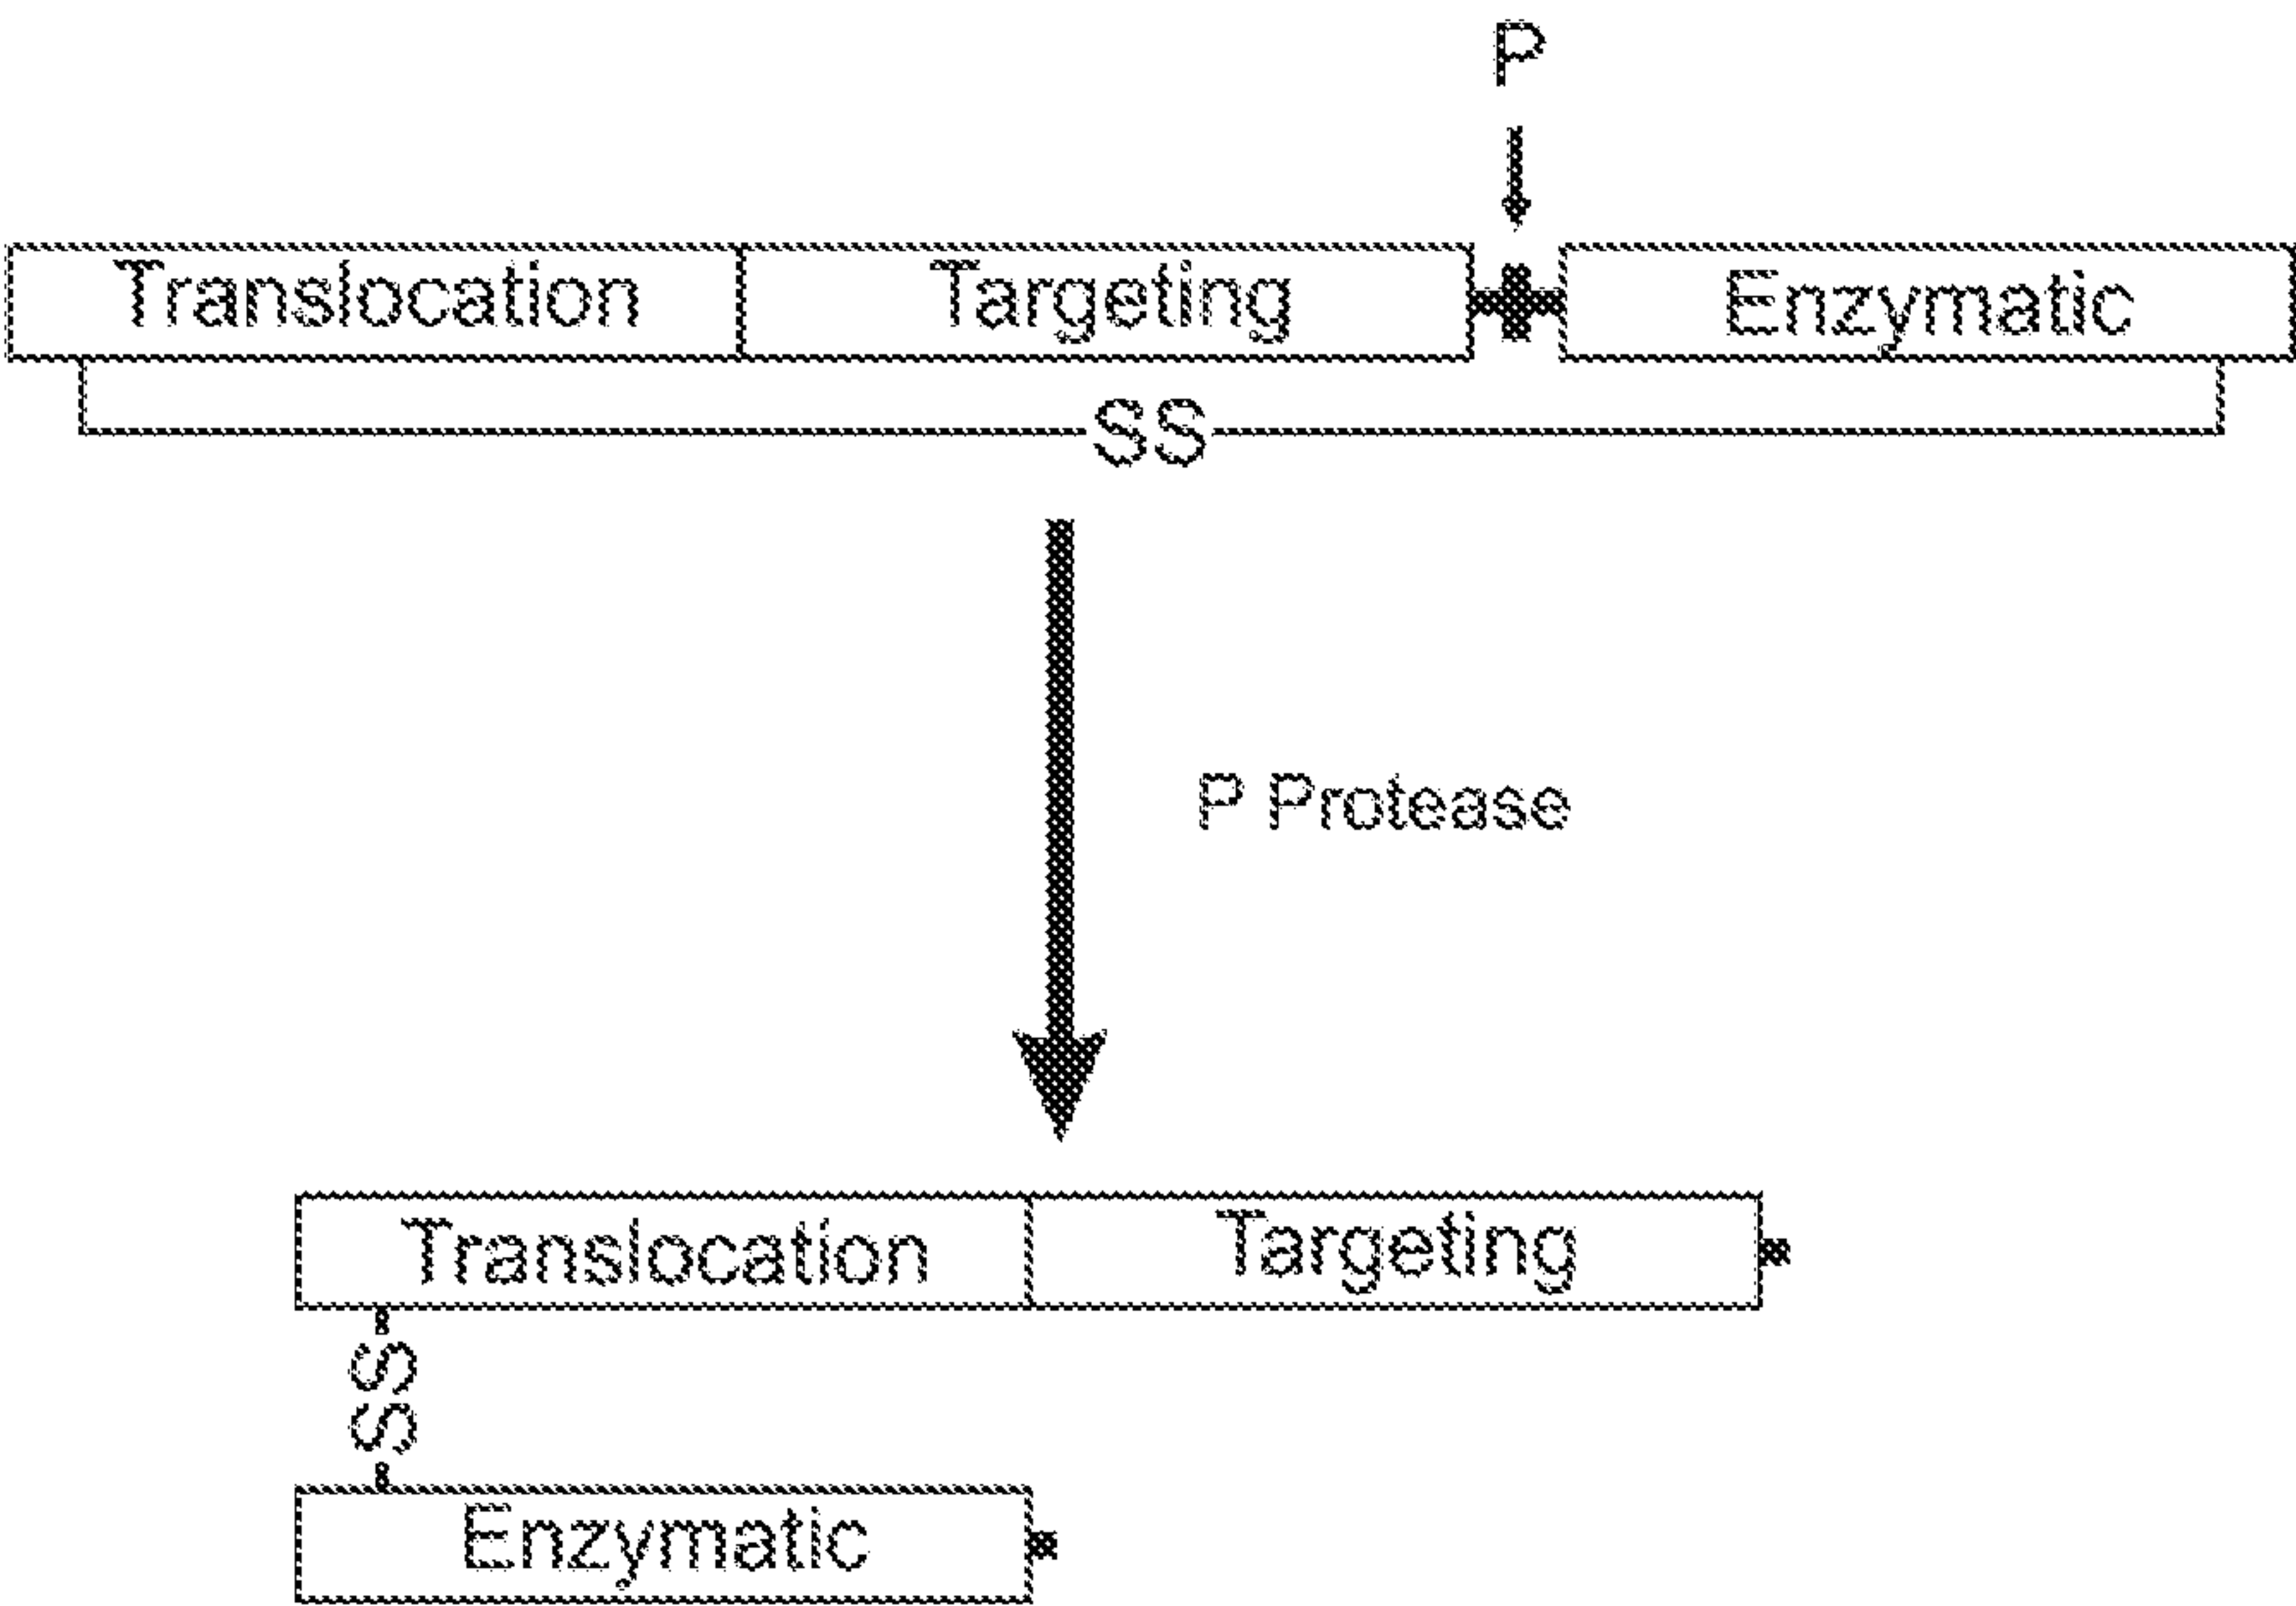 P
Translocation Targeting Enzymatic
SS
P Protease
Translocation Targeting
SS
Enzymatic